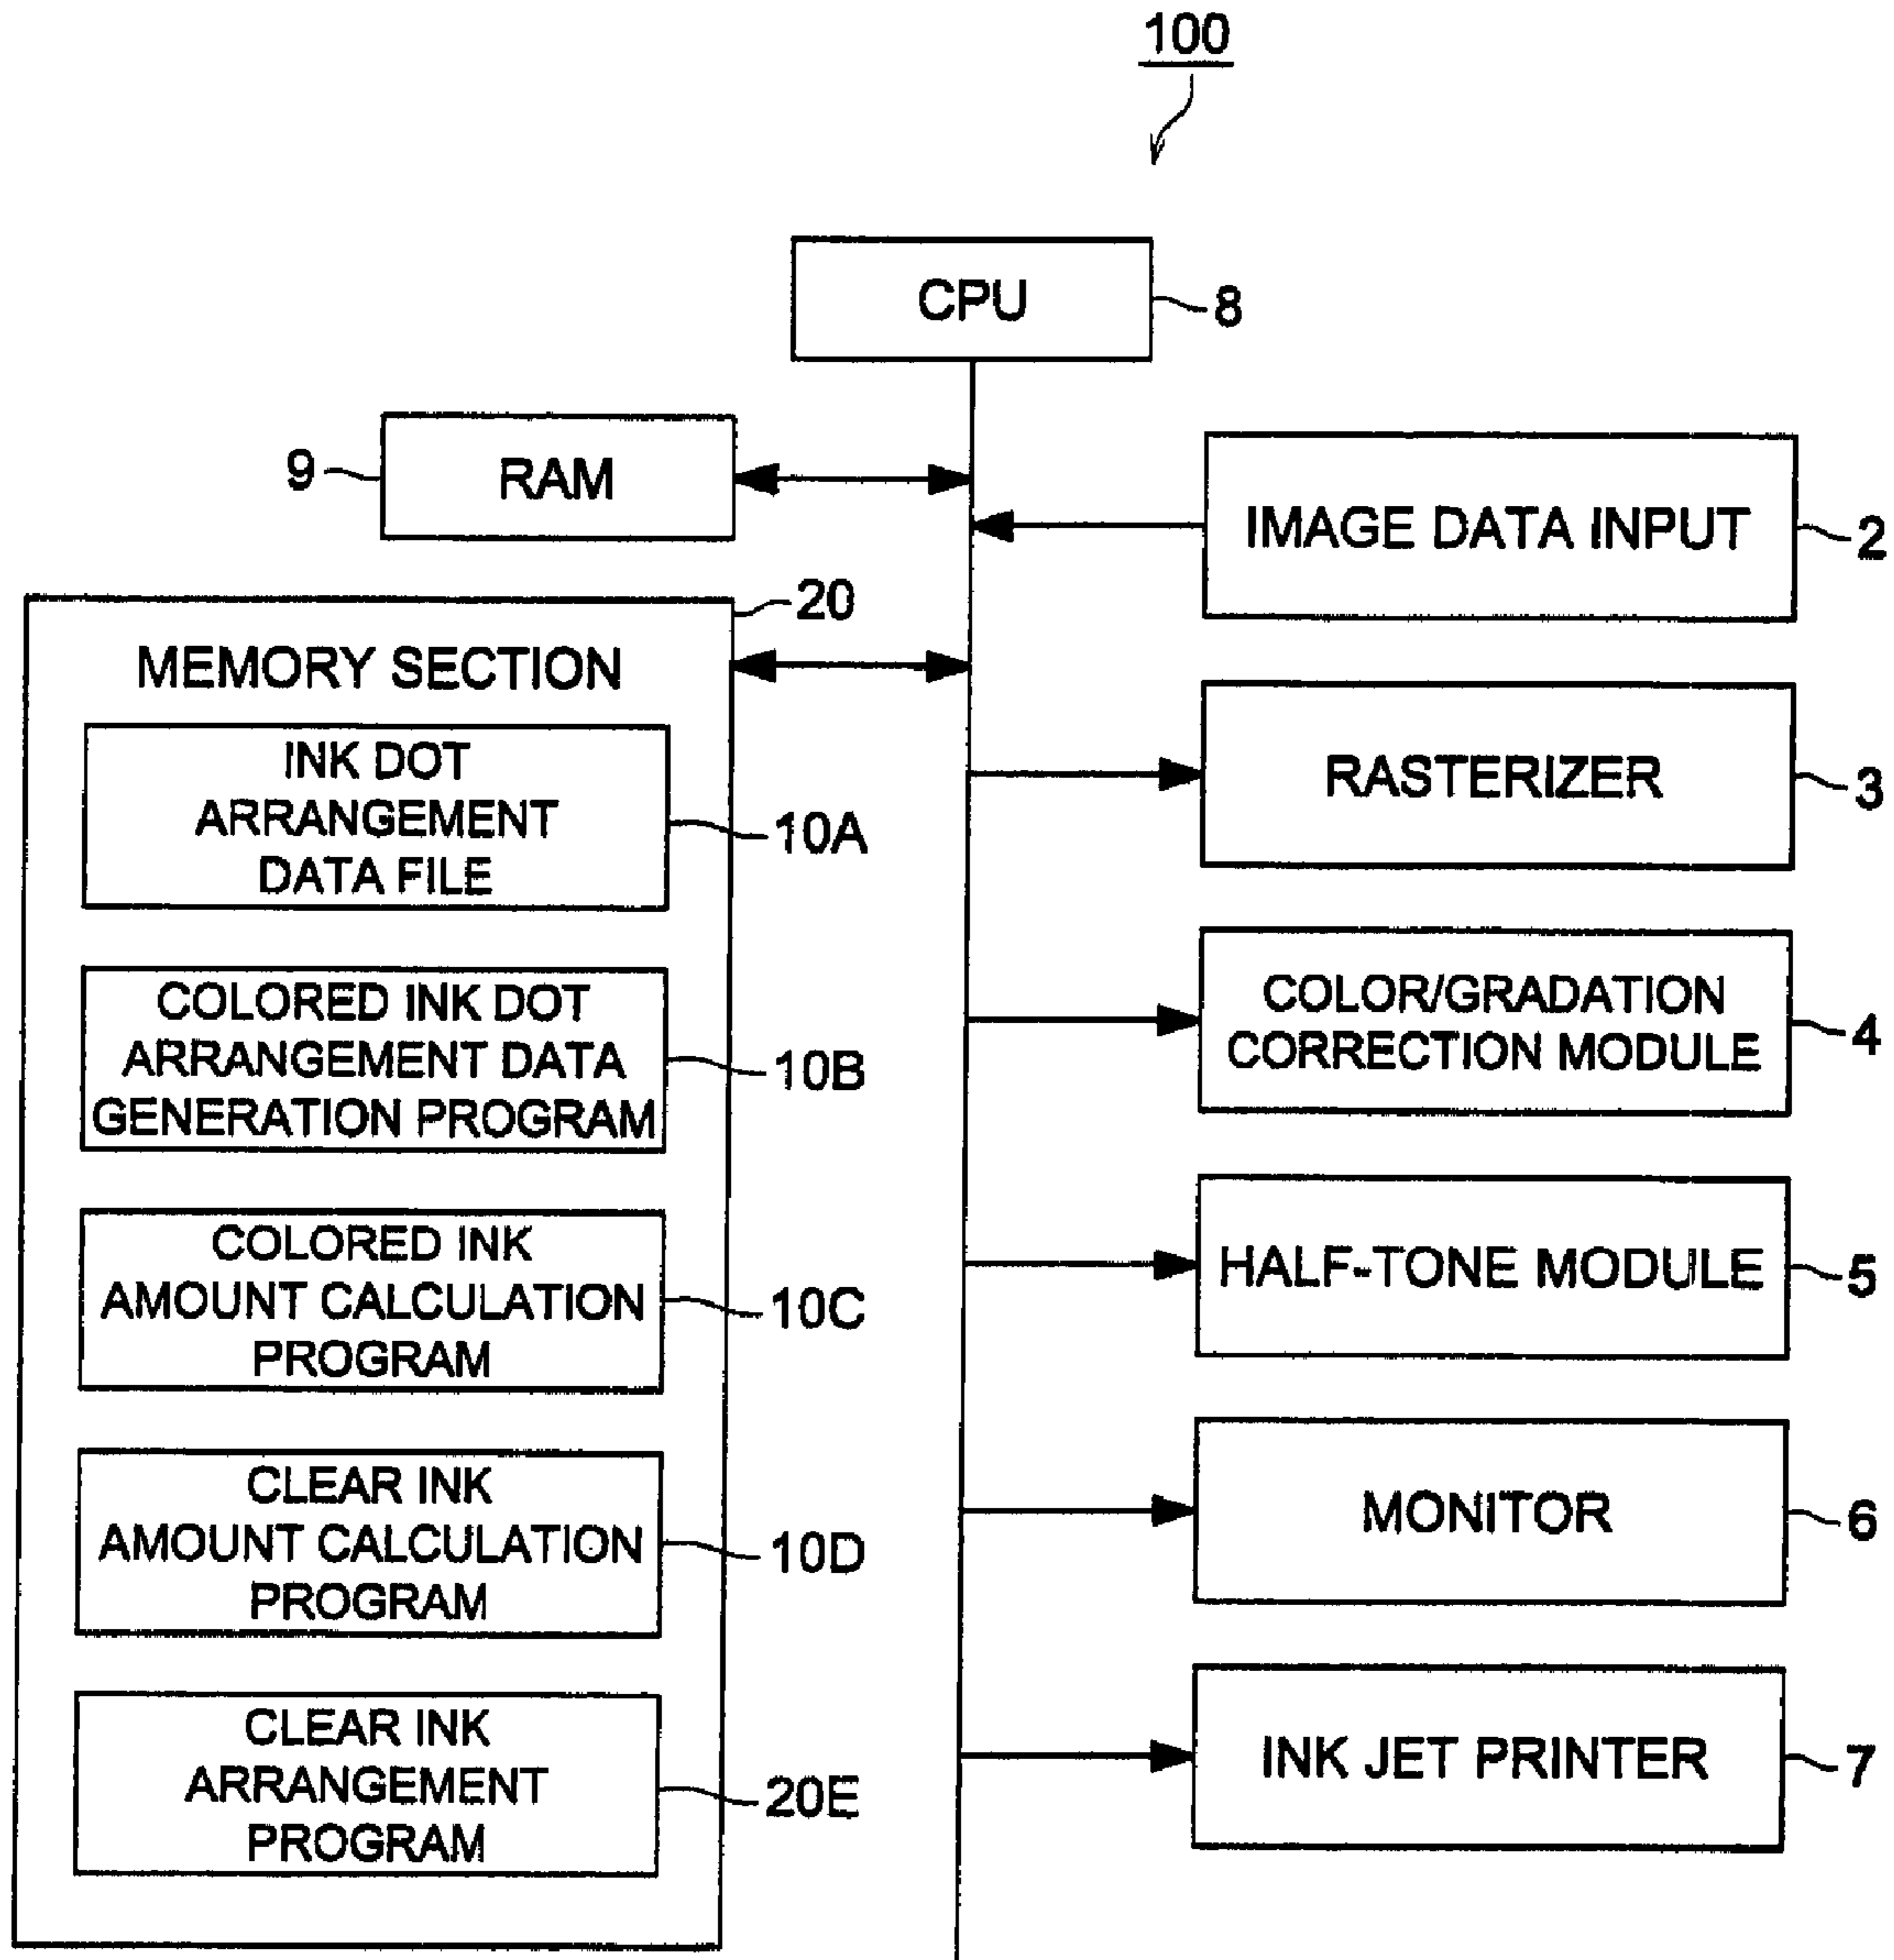 100
CPU
8
9
RAM
IMAGE DATA INPUT
2
20
MEMORY SECTION
INK DOT
ARRANGEMENT
DATA FILE
10A
RASTERIZER
3
COLORED INK DOT
ARRANGEMENT DATA
GENERATION PROGRAM
10B
COLOR/GRADATION
CORRECTION MODULE
4
COLORED INK
AMOUNT CALCULATION
PROGRAM
10C
HALF-TONE MODULE
5
CLEAR INK
AMOUNT CALCULATION
PROGRAM
10D
MONITOR
6
CLEAR INK
ARRANGEMENT
PROGRAM
20E
INK JET PRINTER
7